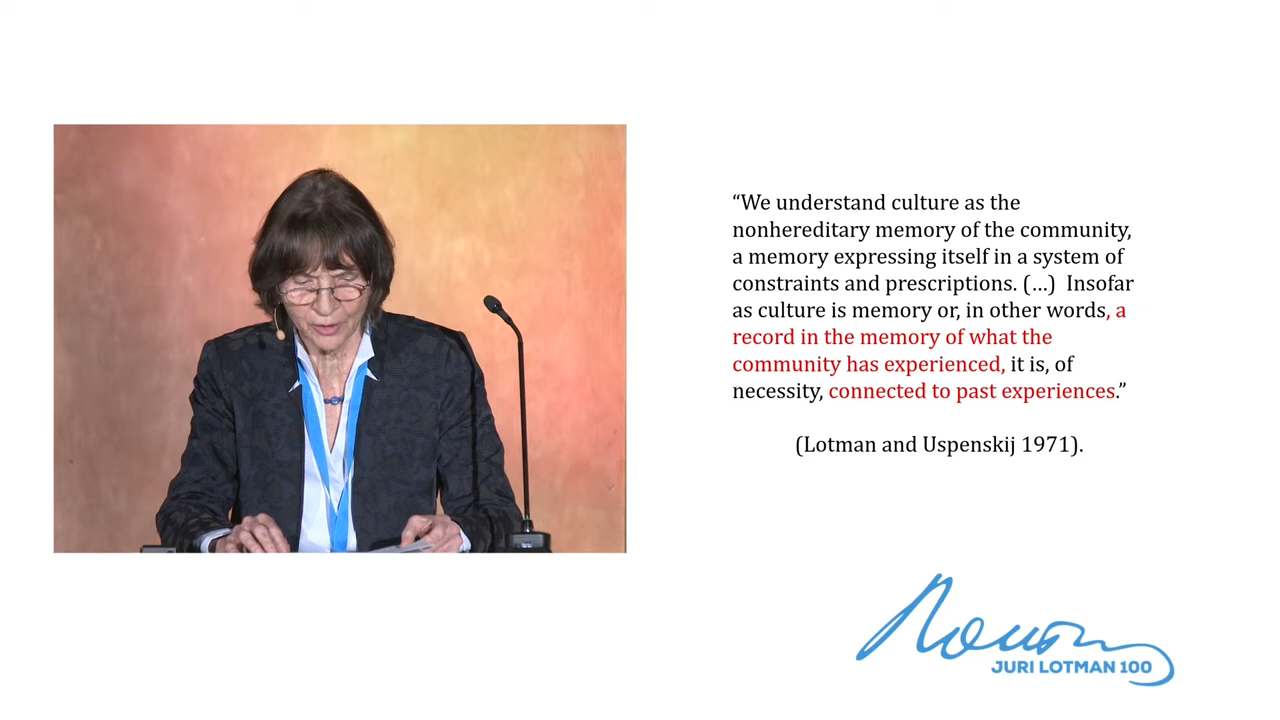 “We understand culture as the
nonhereditary memory of the community,
a memory expressing itself in a system of
constraints and prescriptions. (…)  Insofar
as culture is memory or, in other words, a
record in the memory of what the
community has experienced, it is, of
necessity, connected to past experiences.”
(Lotman and Uspenskij 1971).
Лотм
JURI LOTMAN 100